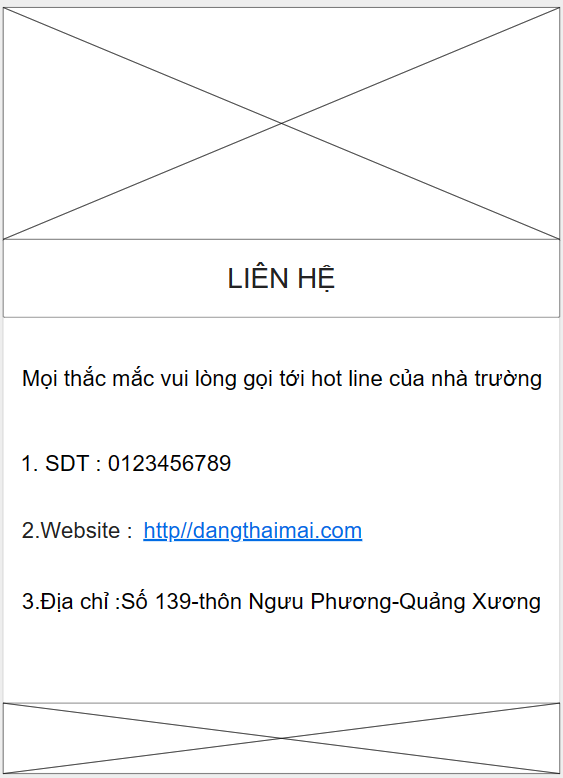 LIÊN HỆ
Mọi thắc mắc vui lòng gọi tới hot line của nhà trường
1. SDT : 0123456789
2.Website : http//dangthaimai.com
3.Địa chỉ :Số 139-thôn Ngưu Phương-Quảng Xương